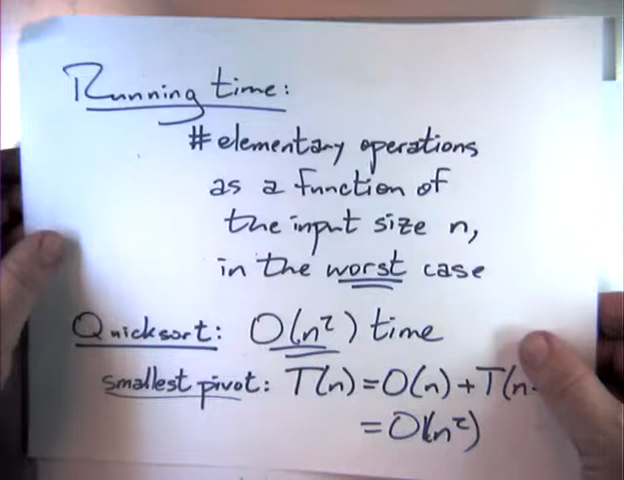 Running time:
# elementary operations
as a function of
the input size n,
in the worst case
Quicksort: O(n²) time
smallest pivot: T(n) = O(n) + T(n-
= O(n²)